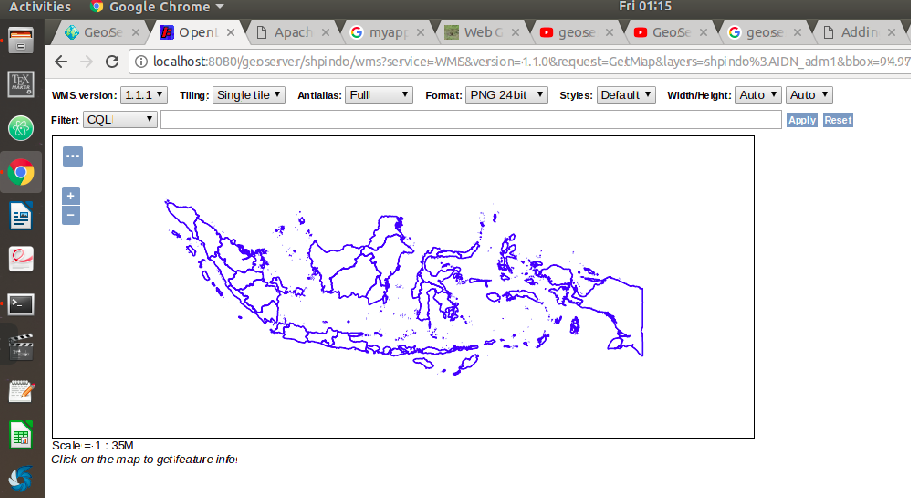 Activities Google Chrome Fri 01:15
GeoSe OpenL Apach myapp Web G geose GeoSe geose Addin
localhost:8080/geoserver/shpindo/wms?service=WMS&version=1.1.0&request=GetMap&layers=shpindo%3AIDN_adm1&bbox=94.97
WMS version: 1.1.1 Tiling: Single tile Antialias: Full Format: PNG 24bit Styles: Default Width/Height: Auto Auto
Filter: CQL Apply Reset
...
+
−
Scale = 1 : 35M
Click on the map to get feature info